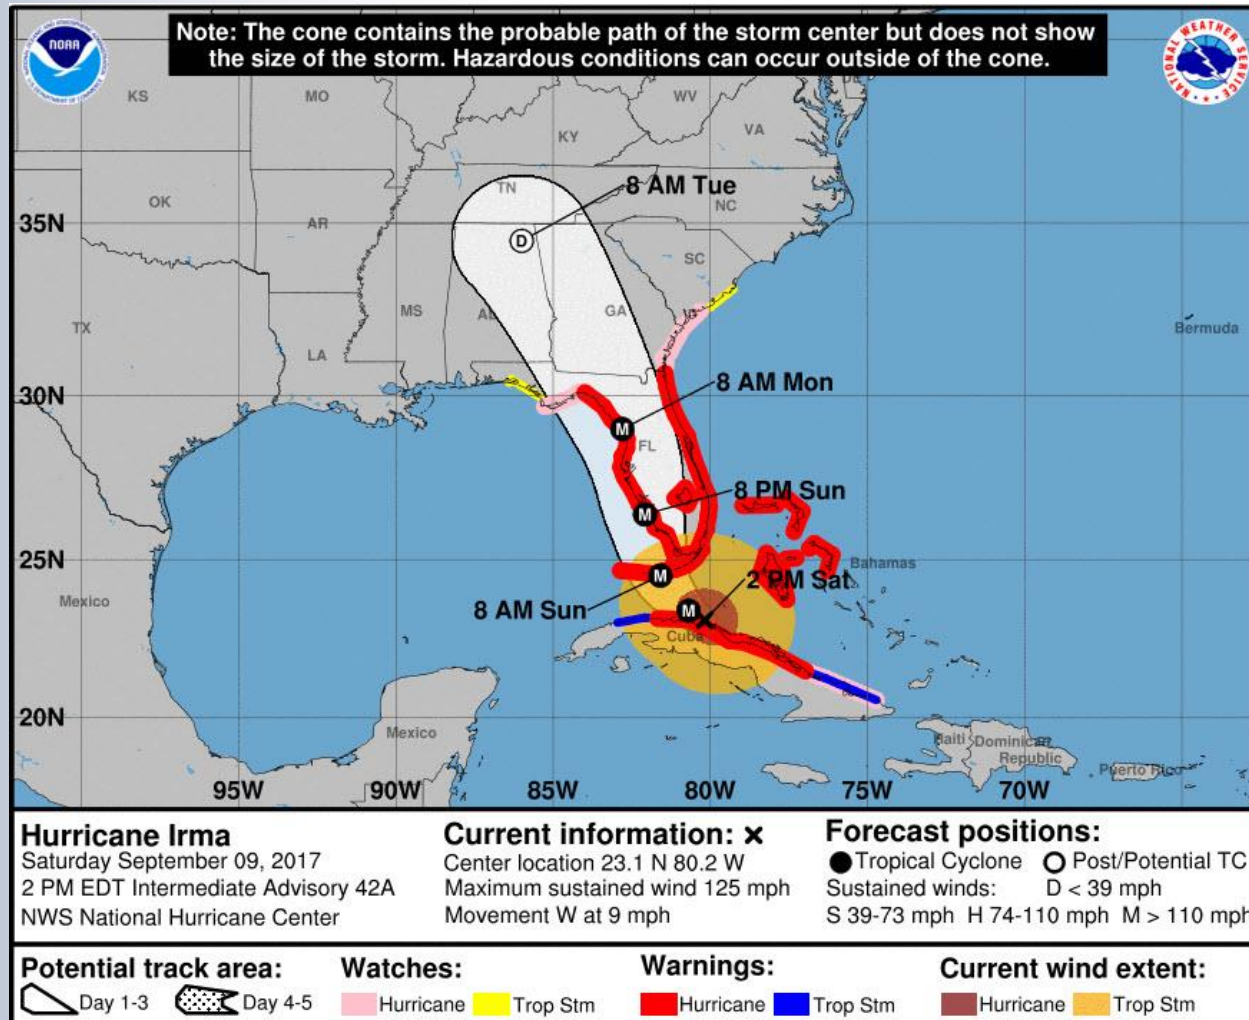 Note: The cone contains the probable path of the storm center but does not show
the size of the storm. Hazardous conditions can occur outside of the cone.
NOAA
NATIONAL WEATHER SERVICE
KS
MO
WV
DE
VA
KY
OK
TN
8 AM Tue
NC
35N
AR
D
SC
MS
AL
GA
TX
Bermuda
LA
30N
8 AM Mon
M
FL
8 PM Sun
M
25N
Bahamas
M
2 PM Sat
Mexico
8 AM Sun
M
Cuba
20N
Mexico
Haiti
Dominican
Republic
Puerto Rico
95W 90W 85W 80W 75W 70W
Hurricane Irma
Saturday September 09, 2017
2 PM EDT Intermediate Advisory 42A
NWS National Hurricane Center
Current information: x
Center location 23.1 N 80.2 W
Maximum sustained wind 125 mph
Movement W at 9 mph
Forecast positions:
Tropical Cyclone Post/Potential TC
Sustained winds: D < 39 mph
S 39-73 mph H 74-110 mph M > 110 mph
Potential track area:
Day 1-3 Day 4-5
Watches:
Hurricane Trop Stm
Warnings:
Hurricane Trop Stm
Current wind extent:
Hurricane Trop Stm